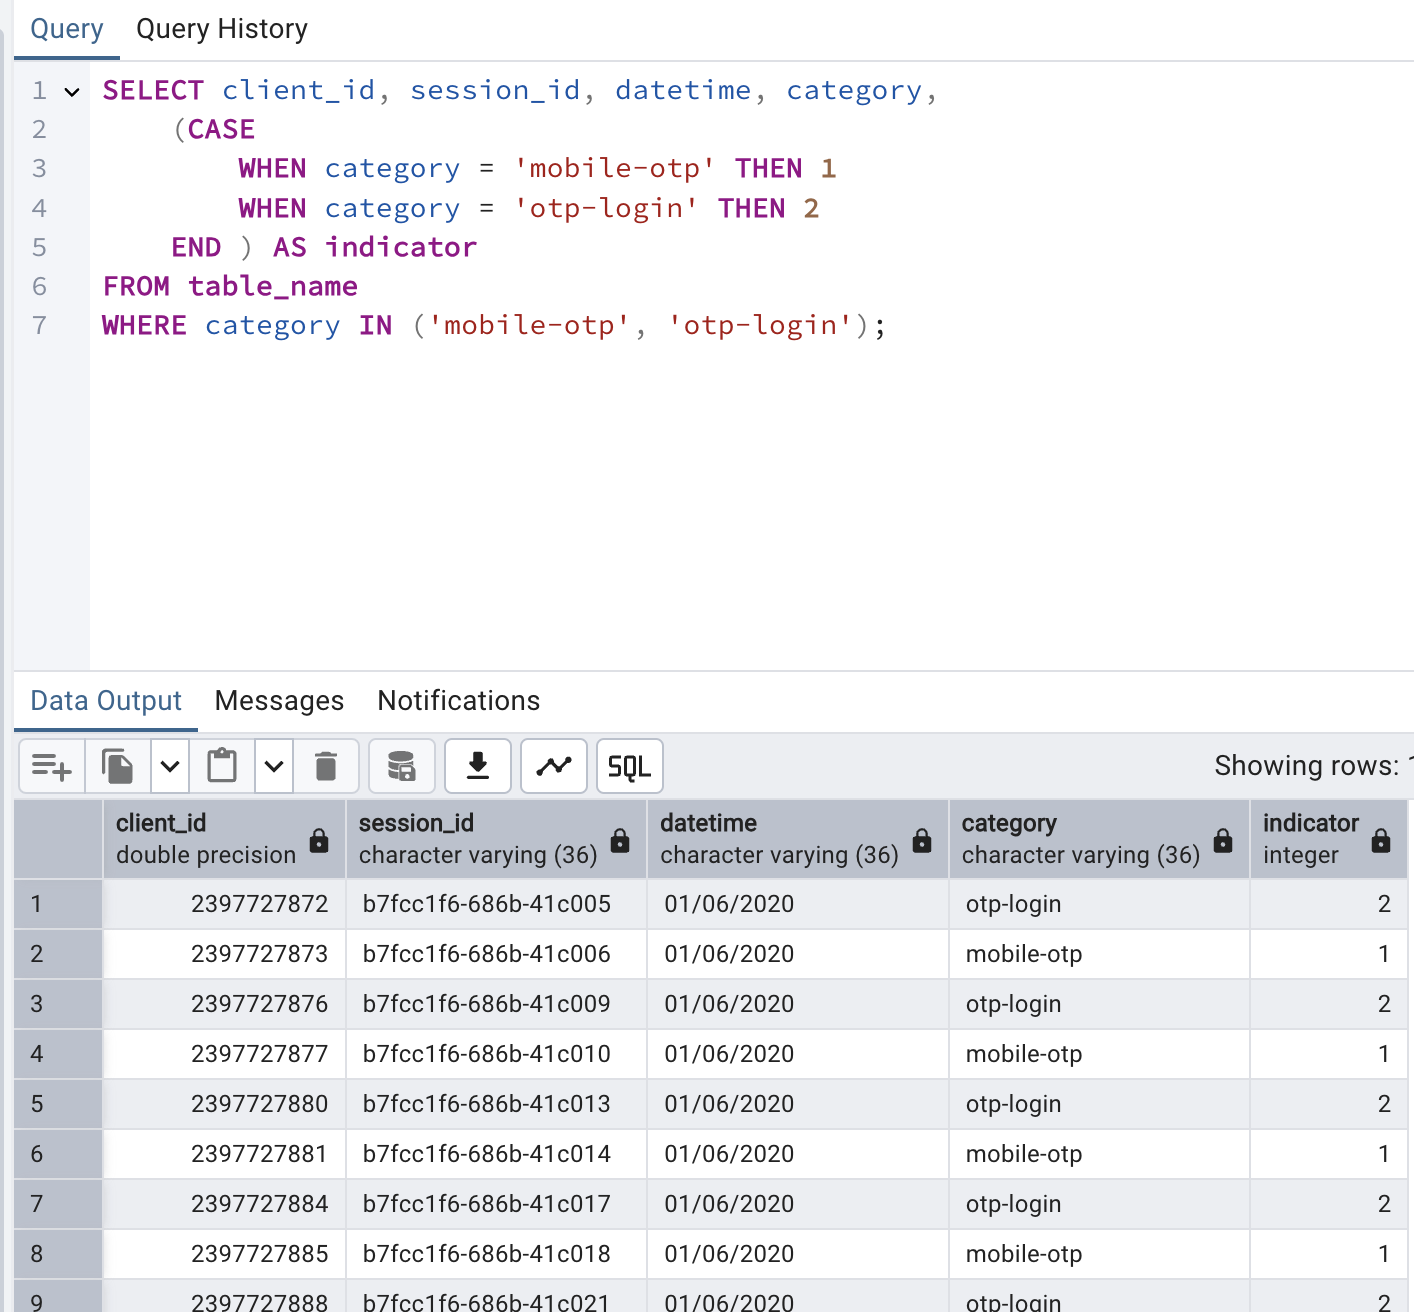 Query Query History
1 SELECT client_id, session_id, datetime, category,
2 (CASE
3 WHEN category = 'mobile-otp' THEN 1
4 WHEN category = 'otp-login' THEN 2
5 END ) AS indicator
6 FROM table_name
7 WHERE category IN ('mobile-otp', 'otp-login');
Data Output Messages Notifications
SQL Showing rows:
client_id session_id datetime category indicator
double precision character varying (36) character varying (36) character varying (36) integer
1 2397727872 b7fcc1f6-686b-41c005 01/06/2020 otp-login 2
2 2397727873 b7fcc1f6-686b-41c006 01/06/2020 mobile-otp 1
3 2397727876 b7fcc1f6-686b-41c009 01/06/2020 otp-login 2
4 2397727877 b7fcc1f6-686b-41c010 01/06/2020 mobile-otp 1
5 2397727880 b7fcc1f6-686b-41c013 01/06/2020 otp-login 2
6 2397727881 b7fcc1f6-686b-41c014 01/06/2020 mobile-otp 1
7 2397727884 b7fcc1f6-686b-41c017 01/06/2020 otp-login 2
8 2397727885 b7fcc1f6-686b-41c018 01/06/2020 mobile-otp 1
9 2397727888 b7fcc1f6-686b-41c021 01/06/2020 otp-login 2